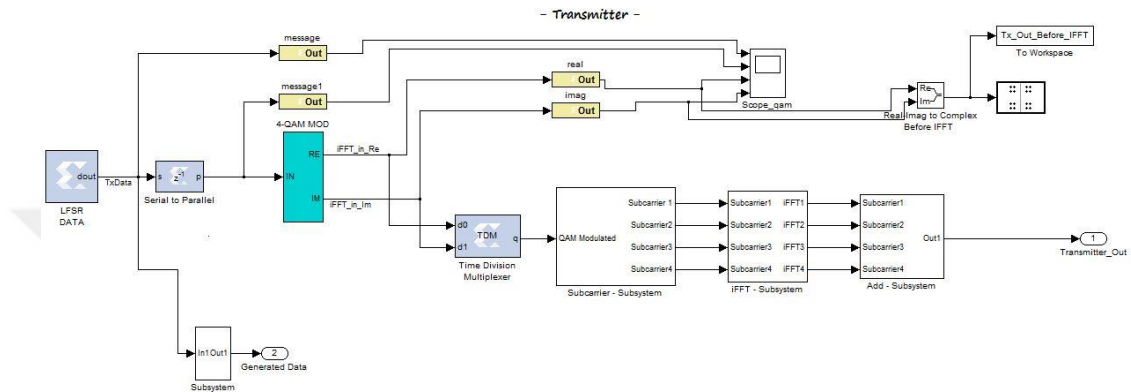 - Transmitter -
message
Out
Tx_Out_Before_IFFT
To Workspace
real
Out
message1
Out
imag
Out
Scope_qam
Re
Im
Real-Imag to Complex
Before IFFT
4-QAM MOD
RE
IN
IM
IFFT_in_Re
IFFT_in_Im
dout
TxData
LFSR
DATA
s
z-1
p
Serial to Parallel
d0
d1
TDM
q
Time Division
Multiplexer
QAM Modulated
Subcarrier 1
Subcarrier2
Subcarrier3
Subcarrier4
Subcarrier - Subsystem
Subcarrier1
Subcarrier2
Subcarrier3
Subcarrier4
iFFT1
iFFT2
iFFT3
iFFT4
iFFT - Subsystem
Subcarrier1
Subcarrier2
Subcarrier3
Subcarrier4
Out1
Add - Subsystem
1
Transmitter_Out
In1 Out1
Subsystem
2
Generated Data